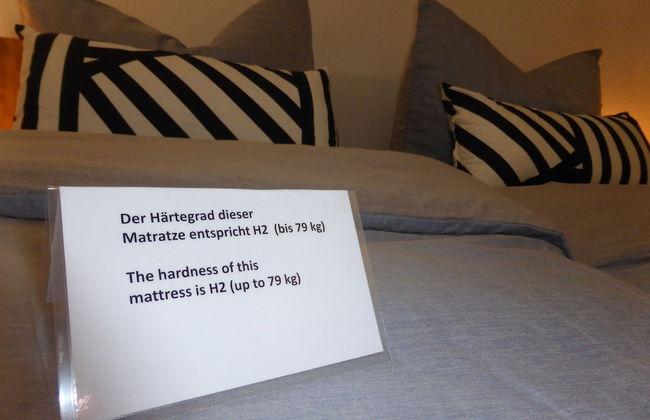 Der Härtegrad dieser
Matratze entspricht H2 (bis 79 kg)
The hardness of this
mattress is H2 (up to 79 kg)